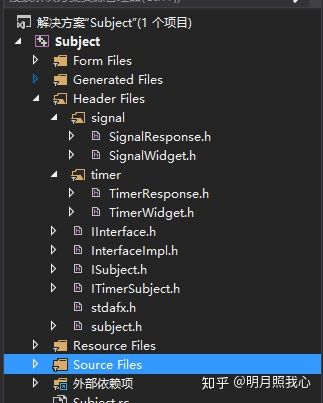 解决方案"Subject"(1 个项目)
Subject
Form Files
Generated Files
Header Files
signal
SignalResponse.h
SignalWidget.h
timer
TimerResponse.h
TimerWidget.h
IInterface.h
InterfaceImpl.h
ISubject.h
ITimerSubject.h
stdafx.h
subject.h
Resource Files
Source Files
外部依赖项
知乎 @明月照我心
Subject.rc